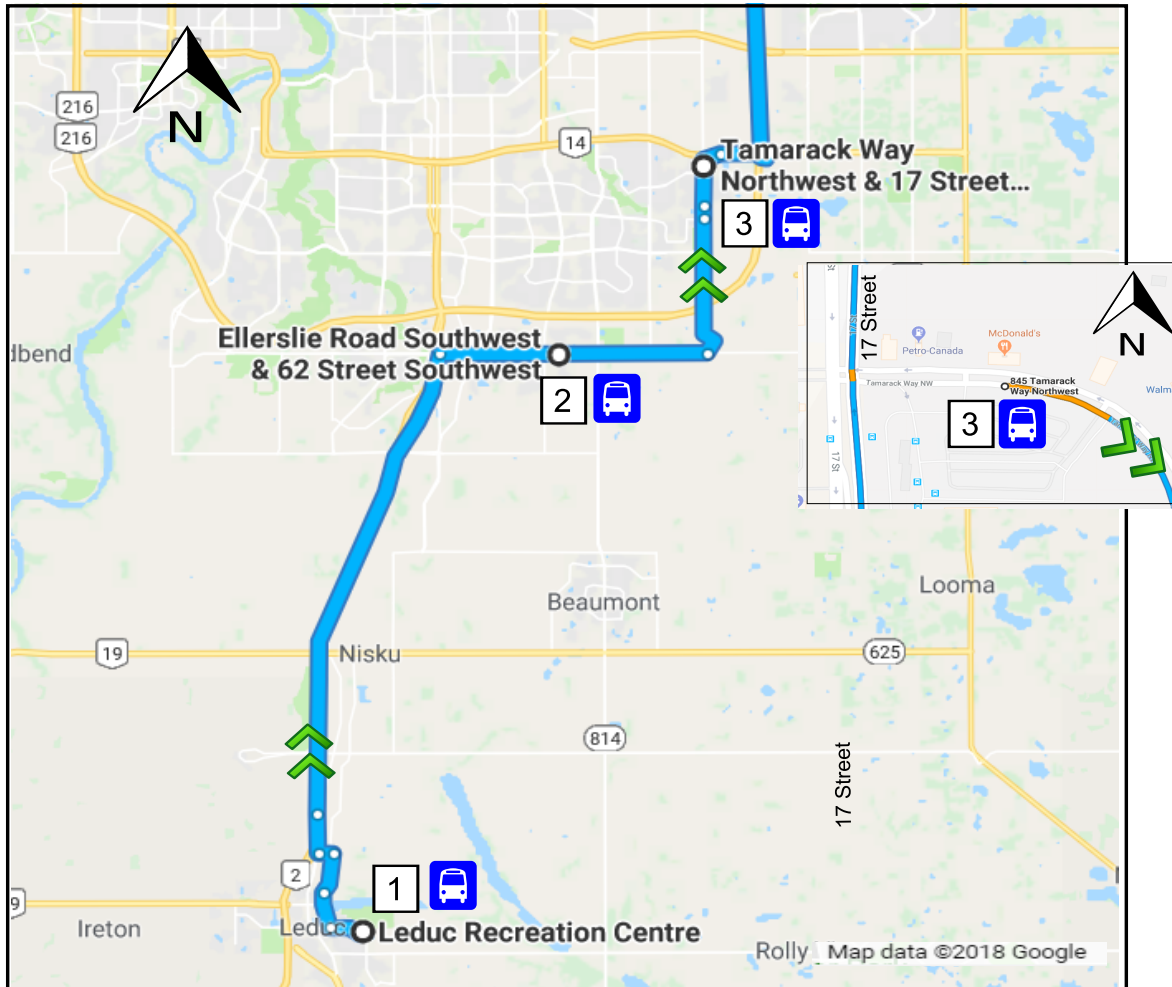 N
216
216
14
Tamarack Way
Northwest & 17 Street...
3
Ellerslie Road Southwest
& 62 Street Southwest
2
dbend
17 Street
N
Petro-Canada
McDonald's
Tamarack Way NW
845 Tamarack
Way Northwest
Walm
3
17 St
Looma
Beaumont
19
Nisku
625
814
17 Street
2
1
9
Ireton
Leduc
Leduc Recreation Centre
Rolly
Map data ©2018 Google